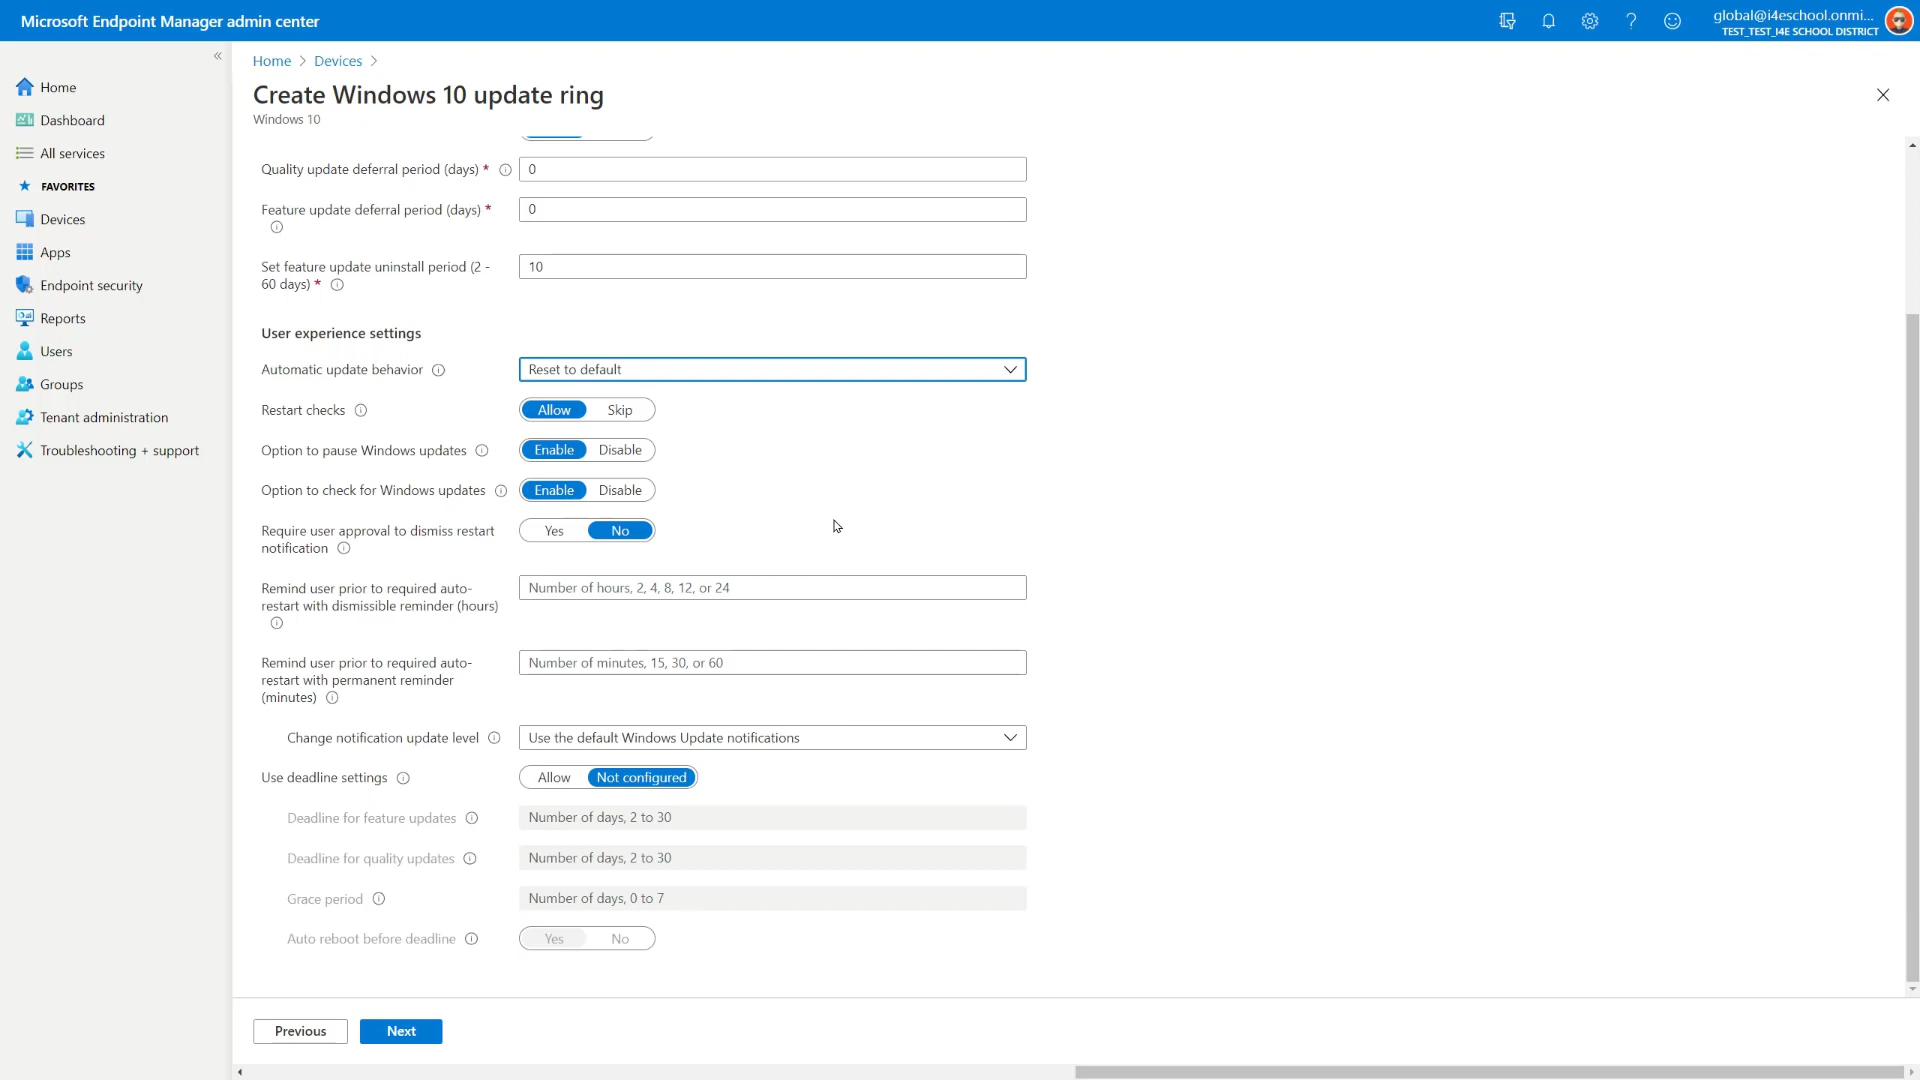 Microsoft Endpoint Manager admin center
global@i4eschool.onmi...
TEST_TEST_I4E SCHOOL DISTRICT
Home
Dashboard
All services
FAVORITES
Devices
Apps
Endpoint security
Reports
Users
Groups
Tenant administration
Troubleshooting + support
Home > Devices >
Create Windows 10 update ring
Windows 10
Quality update deferral period (days) * 0
Feature update deferral period (days) * 0
Set feature update uninstall period (2 - 10
60 days) *
User experience settings
Automatic update behavior Reset to default
Restart checks Allow Skip
Option to pause Windows updates Enable Disable
Option to check for Windows updates Enable Disable
Require user approval to dismiss restart Yes No
notification
Remind user prior to required auto- Number of hours, 2, 4, 8, 12, or 24
restart with dismissible reminder (hours)
Remind user prior to required auto- Number of minutes, 15, 30, or 60
restart with permanent reminder
(minutes)
Change notification update level Use the default Windows Update notifications
Use deadline settings Allow Not configured
Deadline for feature updates Number of days, 2 to 30
Deadline for quality updates Number of days, 2 to 30
Grace period Number of days, 0 to 7
Auto reboot before deadline Yes No
Previous Next